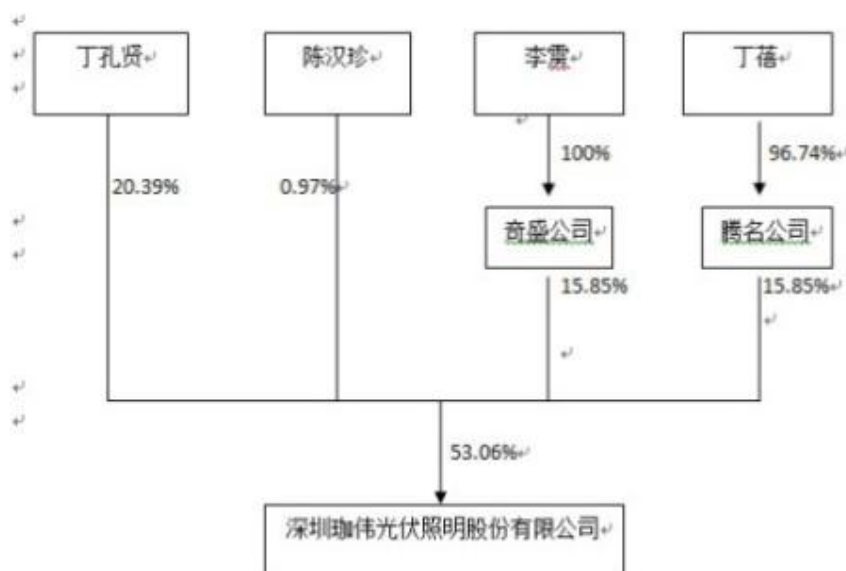 丁孔贤
陈汉珍
李雳
丁蓓
100%
96.74%
20.39%
0.97%
奇盛公司
腾名公司
15.85%
15.85%
53.06%
深圳珈伟光伏照明股份有限公司